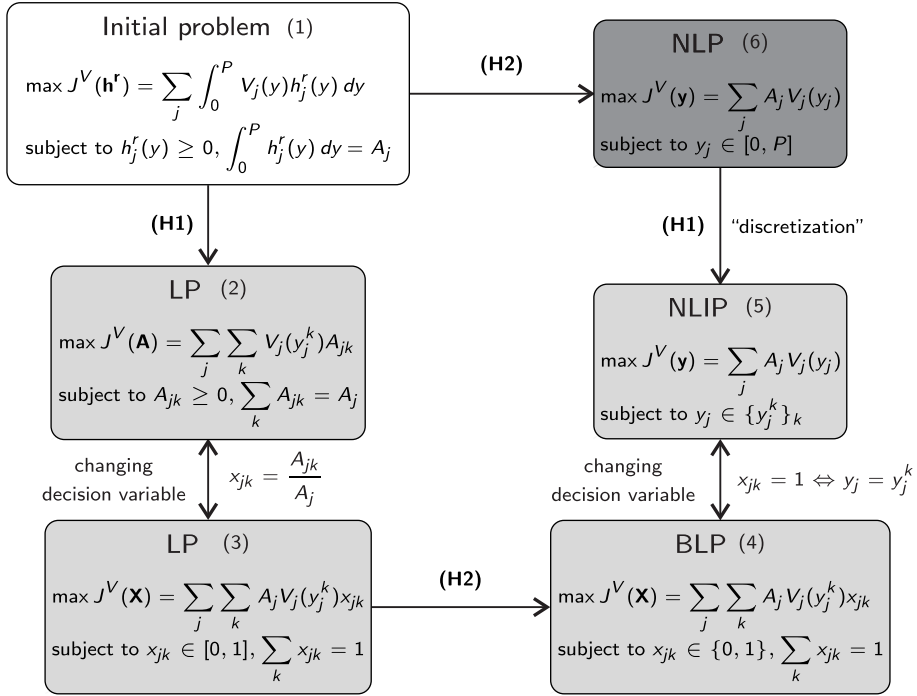 Initial problem (1)
max J^V(h^r) = ∑_j ∫_0^P V_j(y)h_j^r(y) dy
subject to h_j^r(y) ≥ 0, ∫_0^P h_j^r(y) dy = A_j
(H2)
NLP (6)
max J^V(y) = ∑_j A_j V_j(y_j)
subject to y_j ∈ [0, P]
(H1)
(H1) “discretization”
LP (2)
max J^V(A) = ∑_j ∑_k V_j(y_j^k)A_jk
subject to A_jk ≥ 0, ∑_k A_jk = A_j
NLIP (5)
max J^V(y) = ∑_j A_j V_j(y_j)
subject to y_j ∈ {y_j^k}_k
changing
decision variable
x_jk = A_jk / A_j
changing
decision variable
x_jk = 1 ⇔ y_j = y_j^k
LP (3)
max J^V(X) = ∑_j ∑_k A_j V_j(y_j^k)x_jk
subject to x_jk ∈ [0, 1], ∑_k x_jk = 1
(H2)
BLP (4)
max J^V(X) = ∑_j ∑_k A_j V_j(y_j^k)x_jk
subject to x_jk ∈ {0, 1}, ∑_k x_jk = 1